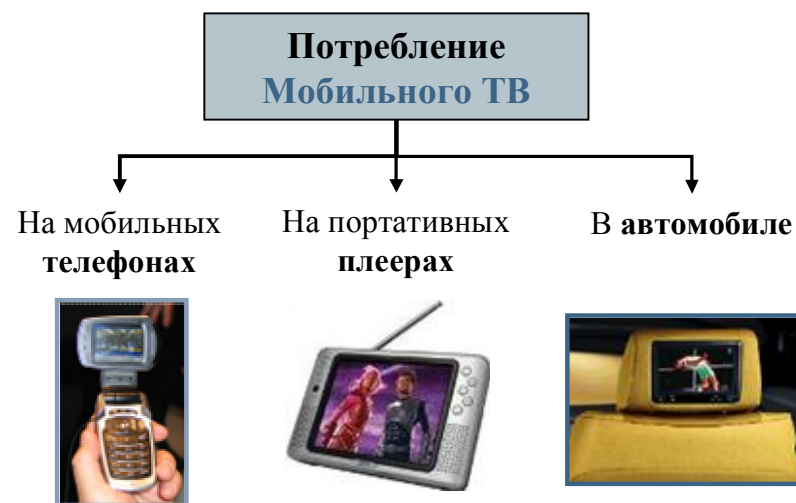 Потребление
Мобильного ТВ
На мобильных
телефонах
На портативных
плеерах
В автомобиле